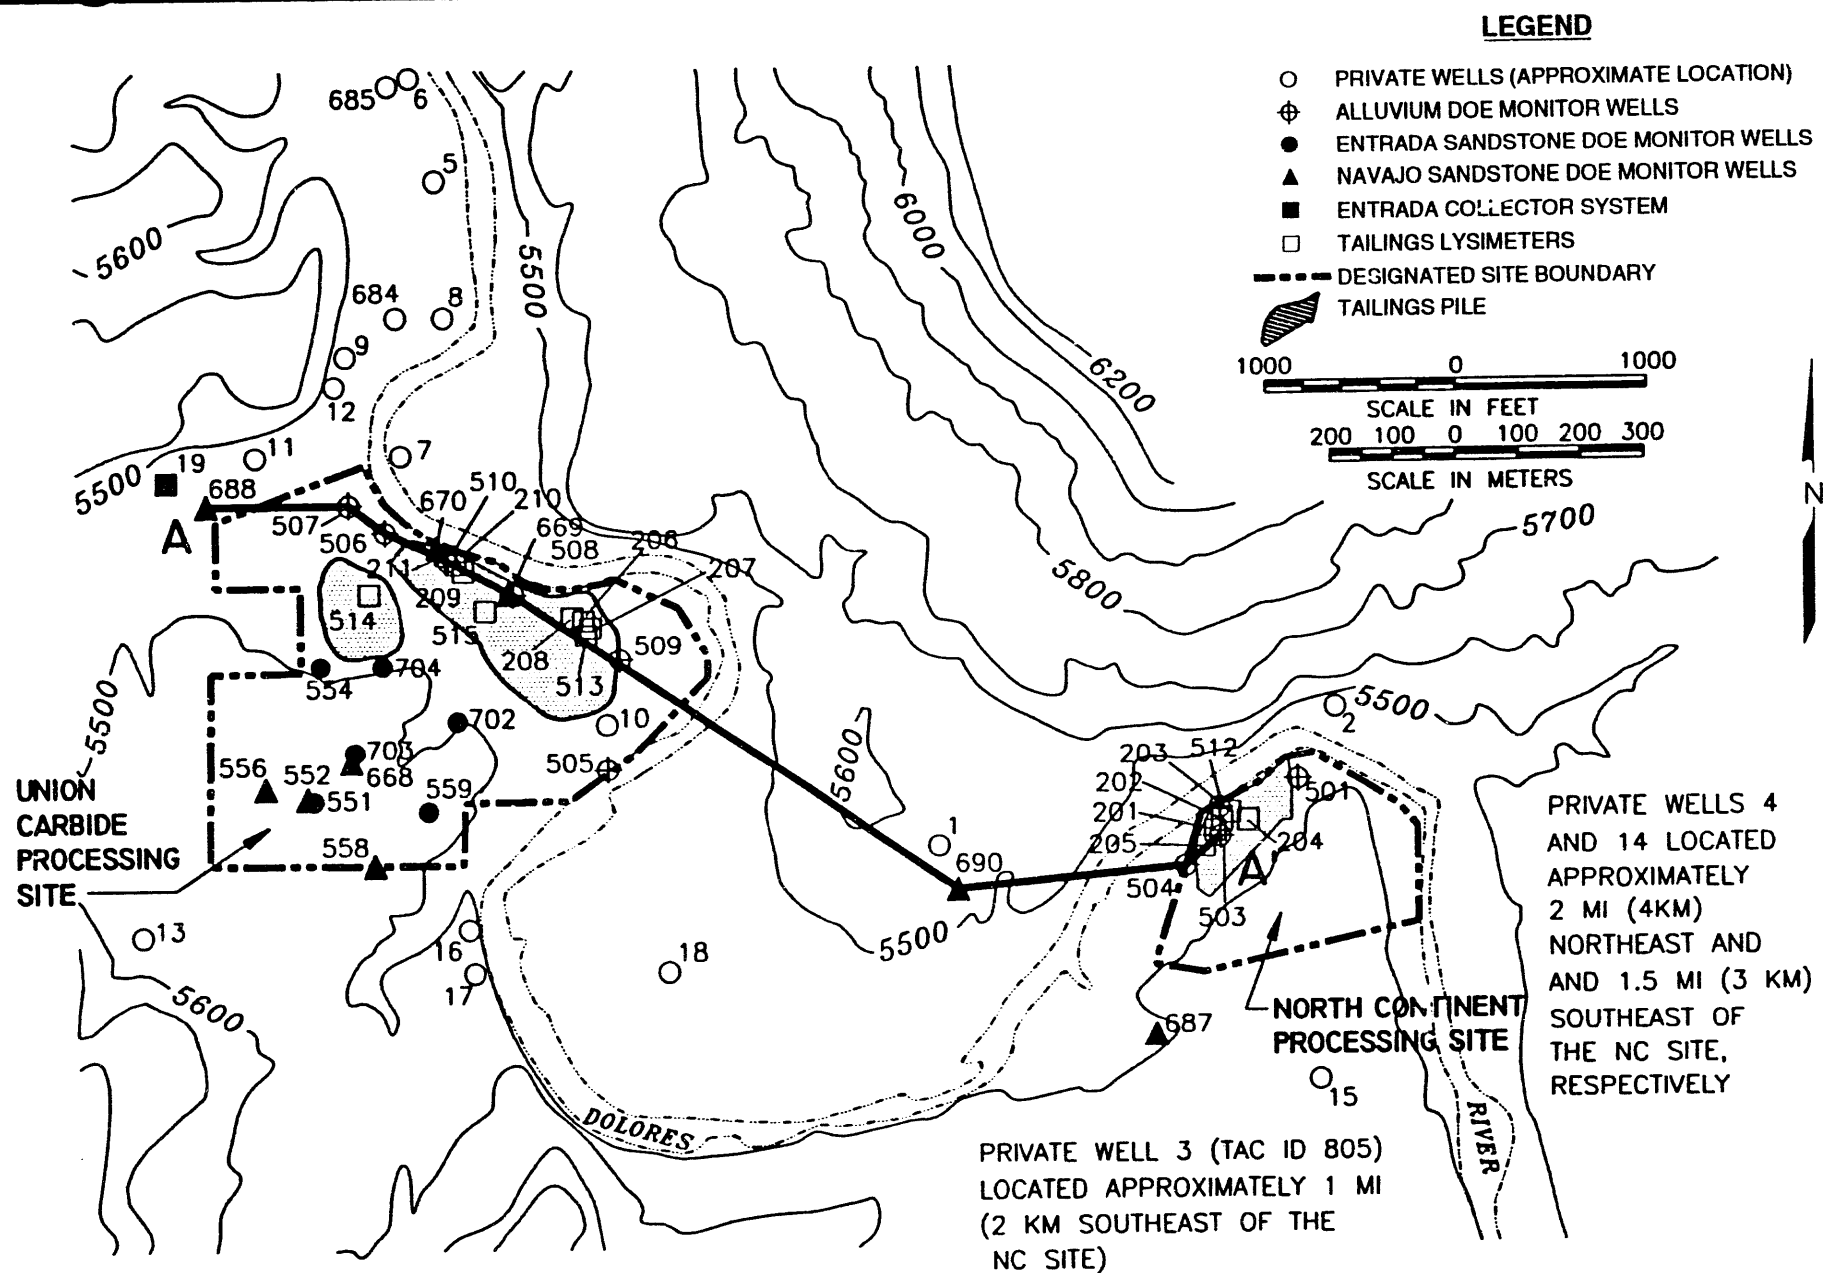 LEGEND
PRIVATE WELLS (APPROXIMATE LOCATION)
ALLUVIUM DOE MONITOR WELLS
ENTRADA SANDSTONE DOE MONITOR WELLS
NAVAJO SANDSTONE DOE MONITOR WELLS
ENTRADA COLLECTOR SYSTEM
TAILINGS LYSIMETERS
DESIGNATED SITE BOUNDARY
TAILINGS PILE
1000 0 1000
SCALE IN FEET
200 100 0 100 200 300
SCALE IN METERS
N
685
6
5
5600
5500
6000
684
8
9
12
6200
11
7
19
5500
688
A
507
506
670
510
210
669
508
206
207
211
209
514
515
208
513
509
5700
5800
554
704
10
702
703
668
505
556
552
551
559
558
5500
5600
1
690
2
5500
203
512
202
201
205
501
204
504
A
503
UNION
CARBIDE
PROCESSING
SITE
13
16
17
18
5500
5600
687
NORTH CONTINENT
PROCESSING SITE
15
DOLORES
RIVER
PRIVATE WELLS 4
AND 14 LOCATED
APPROXIMATELY
2 MI (4KM)
NORTHEAST AND
AND 1.5 MI (3 KM)
SOUTHEAST OF
THE NC SITE,
RESPECTIVELY
PRIVATE WELL 3 (TAC ID 805)
LOCATED APPROXIMATELY 1 MI
(2 KM SOUTHEAST OF THE
NC SITE)